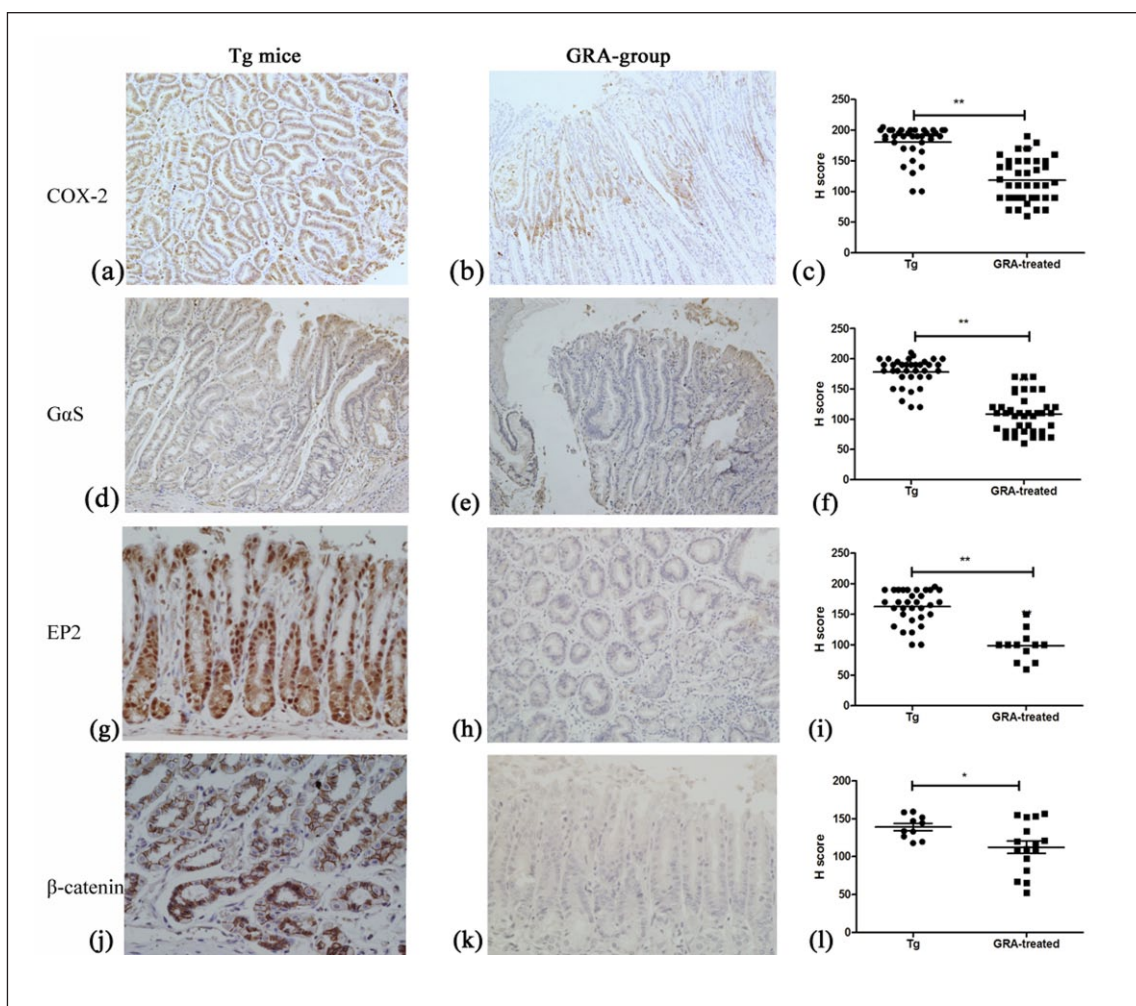 Tg mice GRA-group
COX-2
(a) (b) (c)
**
H score
250
200
150
100
50
0
Tg GRA-treated
GαS
(d) (e) (f)
**
H score
250
200
150
100
50
0
Tg GRA-treated
EP2
(g) (h) (i)
**
H score
250
200
150
100
50
0
Tg GRA-treated
β-catenin
(j) (k) (l)
*
H score
200
150
100
50
0
Tg GRA-treated